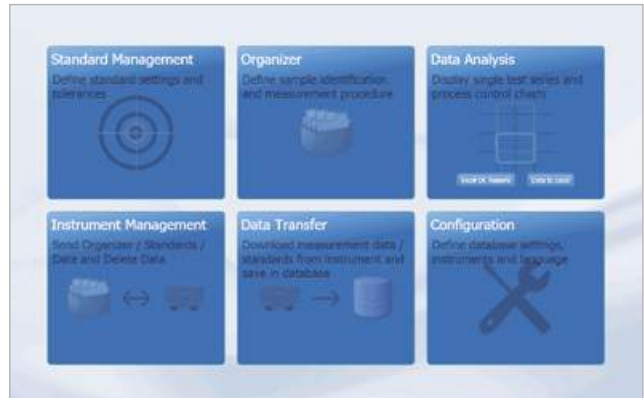 Standard Management
Define standard settings and
tolerances
Organizer
Define sample identification
and measurement procedure
Data Analysis
Display single test series and
process control charts
Instrument Management
Send Organizer / Standards /
Date and Delete Data
Data Transfer
Download measurement data /
standards from instrument and
save in database
Configuration
Define database settings,
instruments and language